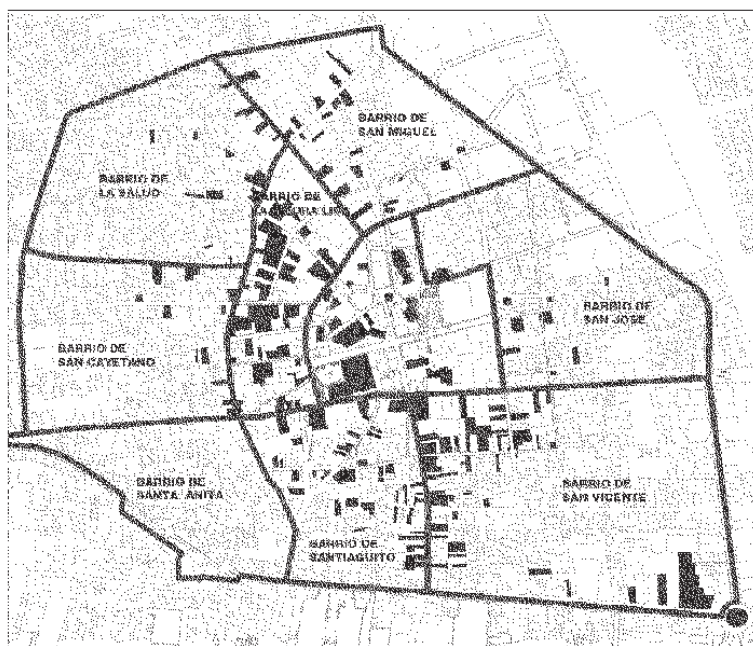 BARRIO DE
SAN MIGUEL
BARRIO DE
LA SALUD
BARRIO DE
BARRIO DE
SAN JOSE
BARRIO DE
SAN CAYETANO
BARRIO DE
SANTA ANITA
BARRIO DE
SAN VICENTE
BARRIO DE
SANTIAGUITO